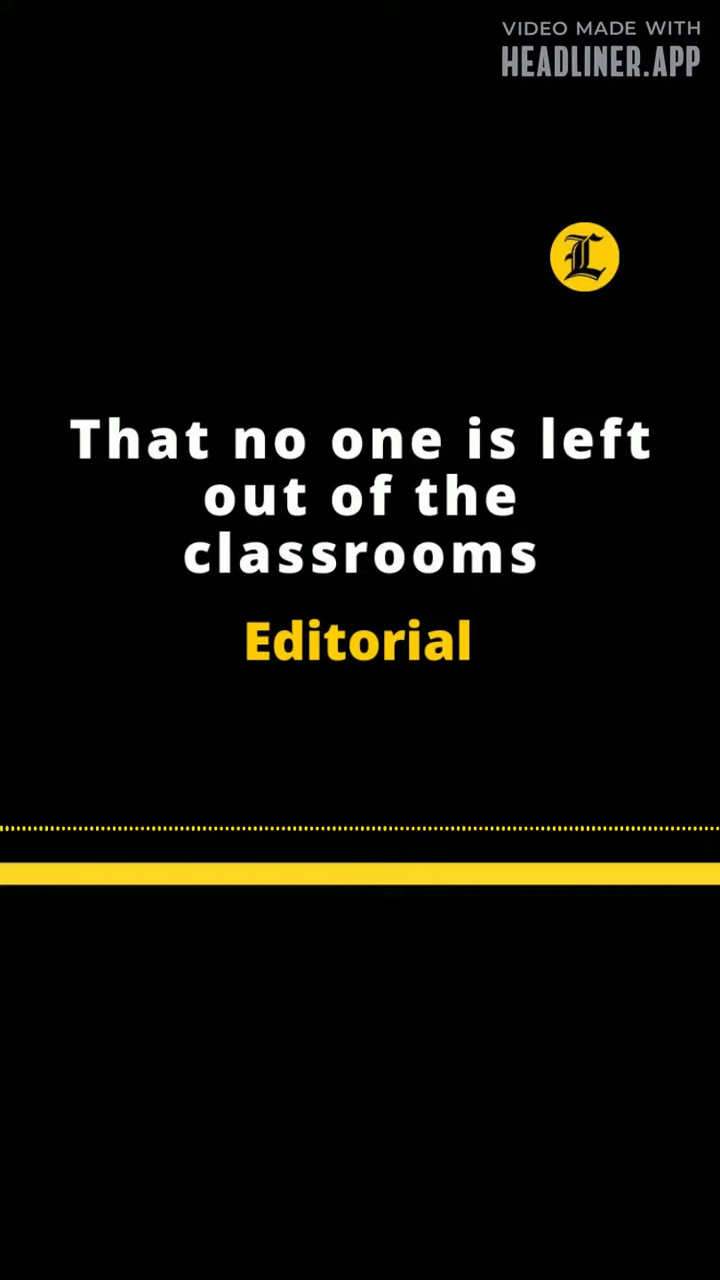 VIDEO MADE WITH
HEADLINER.APP
L
That no one is left
out of the
classrooms
Editorial